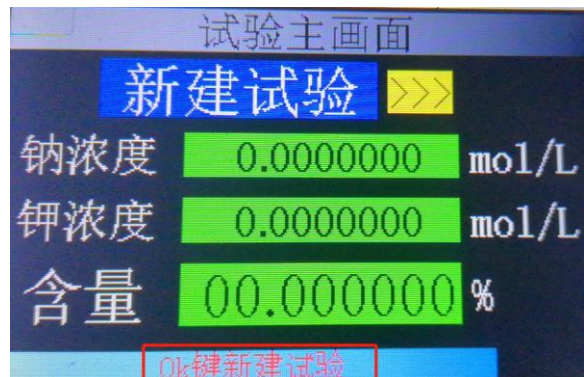 试验主画面
新建试验 >>>
钠浓度 0.0000000 mol/L
钾浓度 0.0000000 mol/L
含量 00.000000 %
Ok键新建试验